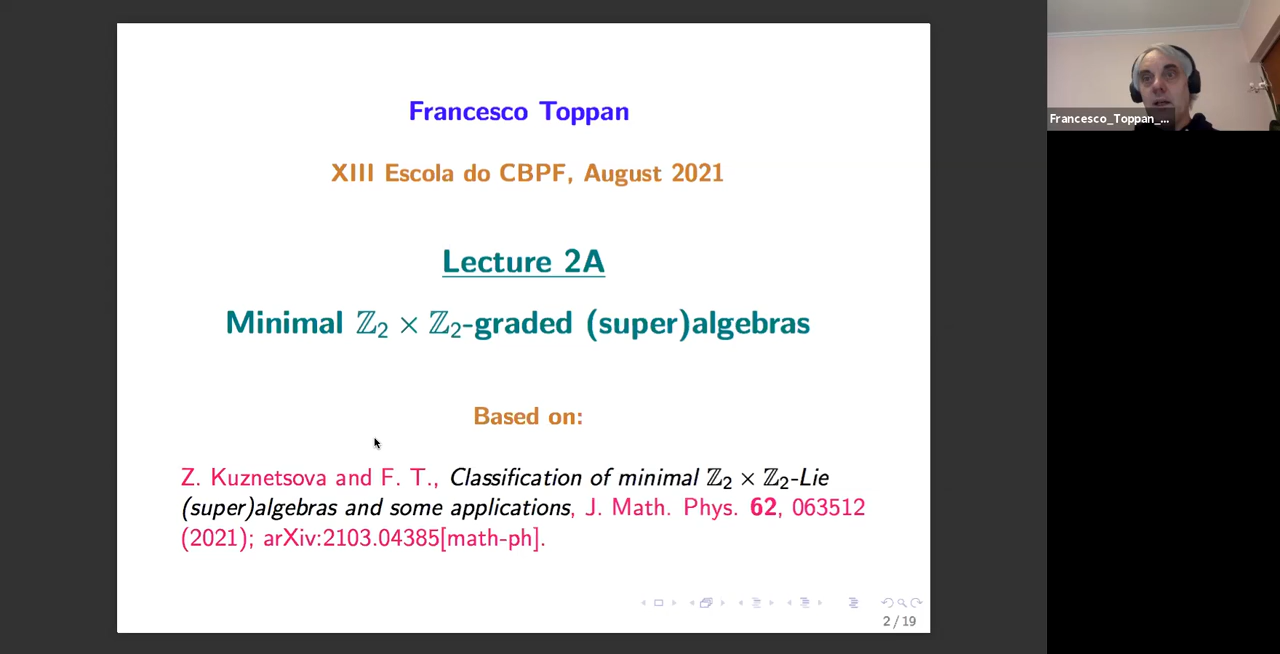 Francesco Toppan
XIII Escola do CBPF, August 2021
Lecture 2A
Minimal ℤ₂ × ℤ₂-graded (super)algebras
Based on:
Z. Kuznetsova and F. T., Classification of minimal ℤ₂ × ℤ₂-Lie
(super)algebras and some applications, J. Math. Phys. 62, 063512
(2021); arXiv:2103.04385[math-ph].
2 / 19
Francesco_Toppan_...